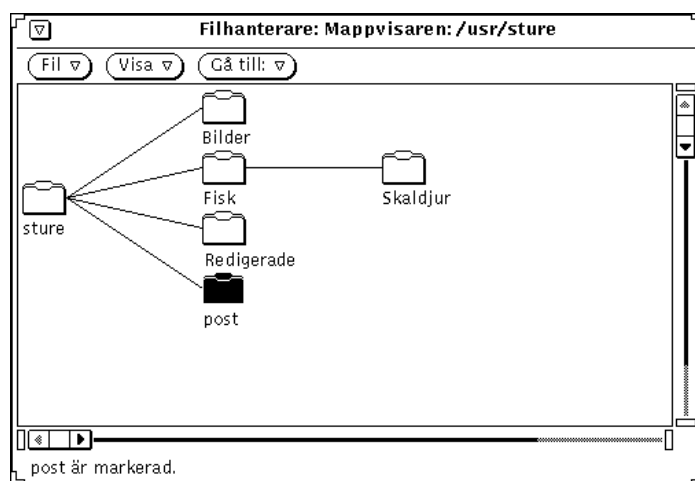 Filhanterare: Mappvisaren: /usr/sture
Fil Visa Gå till:
Bilder
Fisk Skaldjur
sture
Redigerade
post
post är markerad.